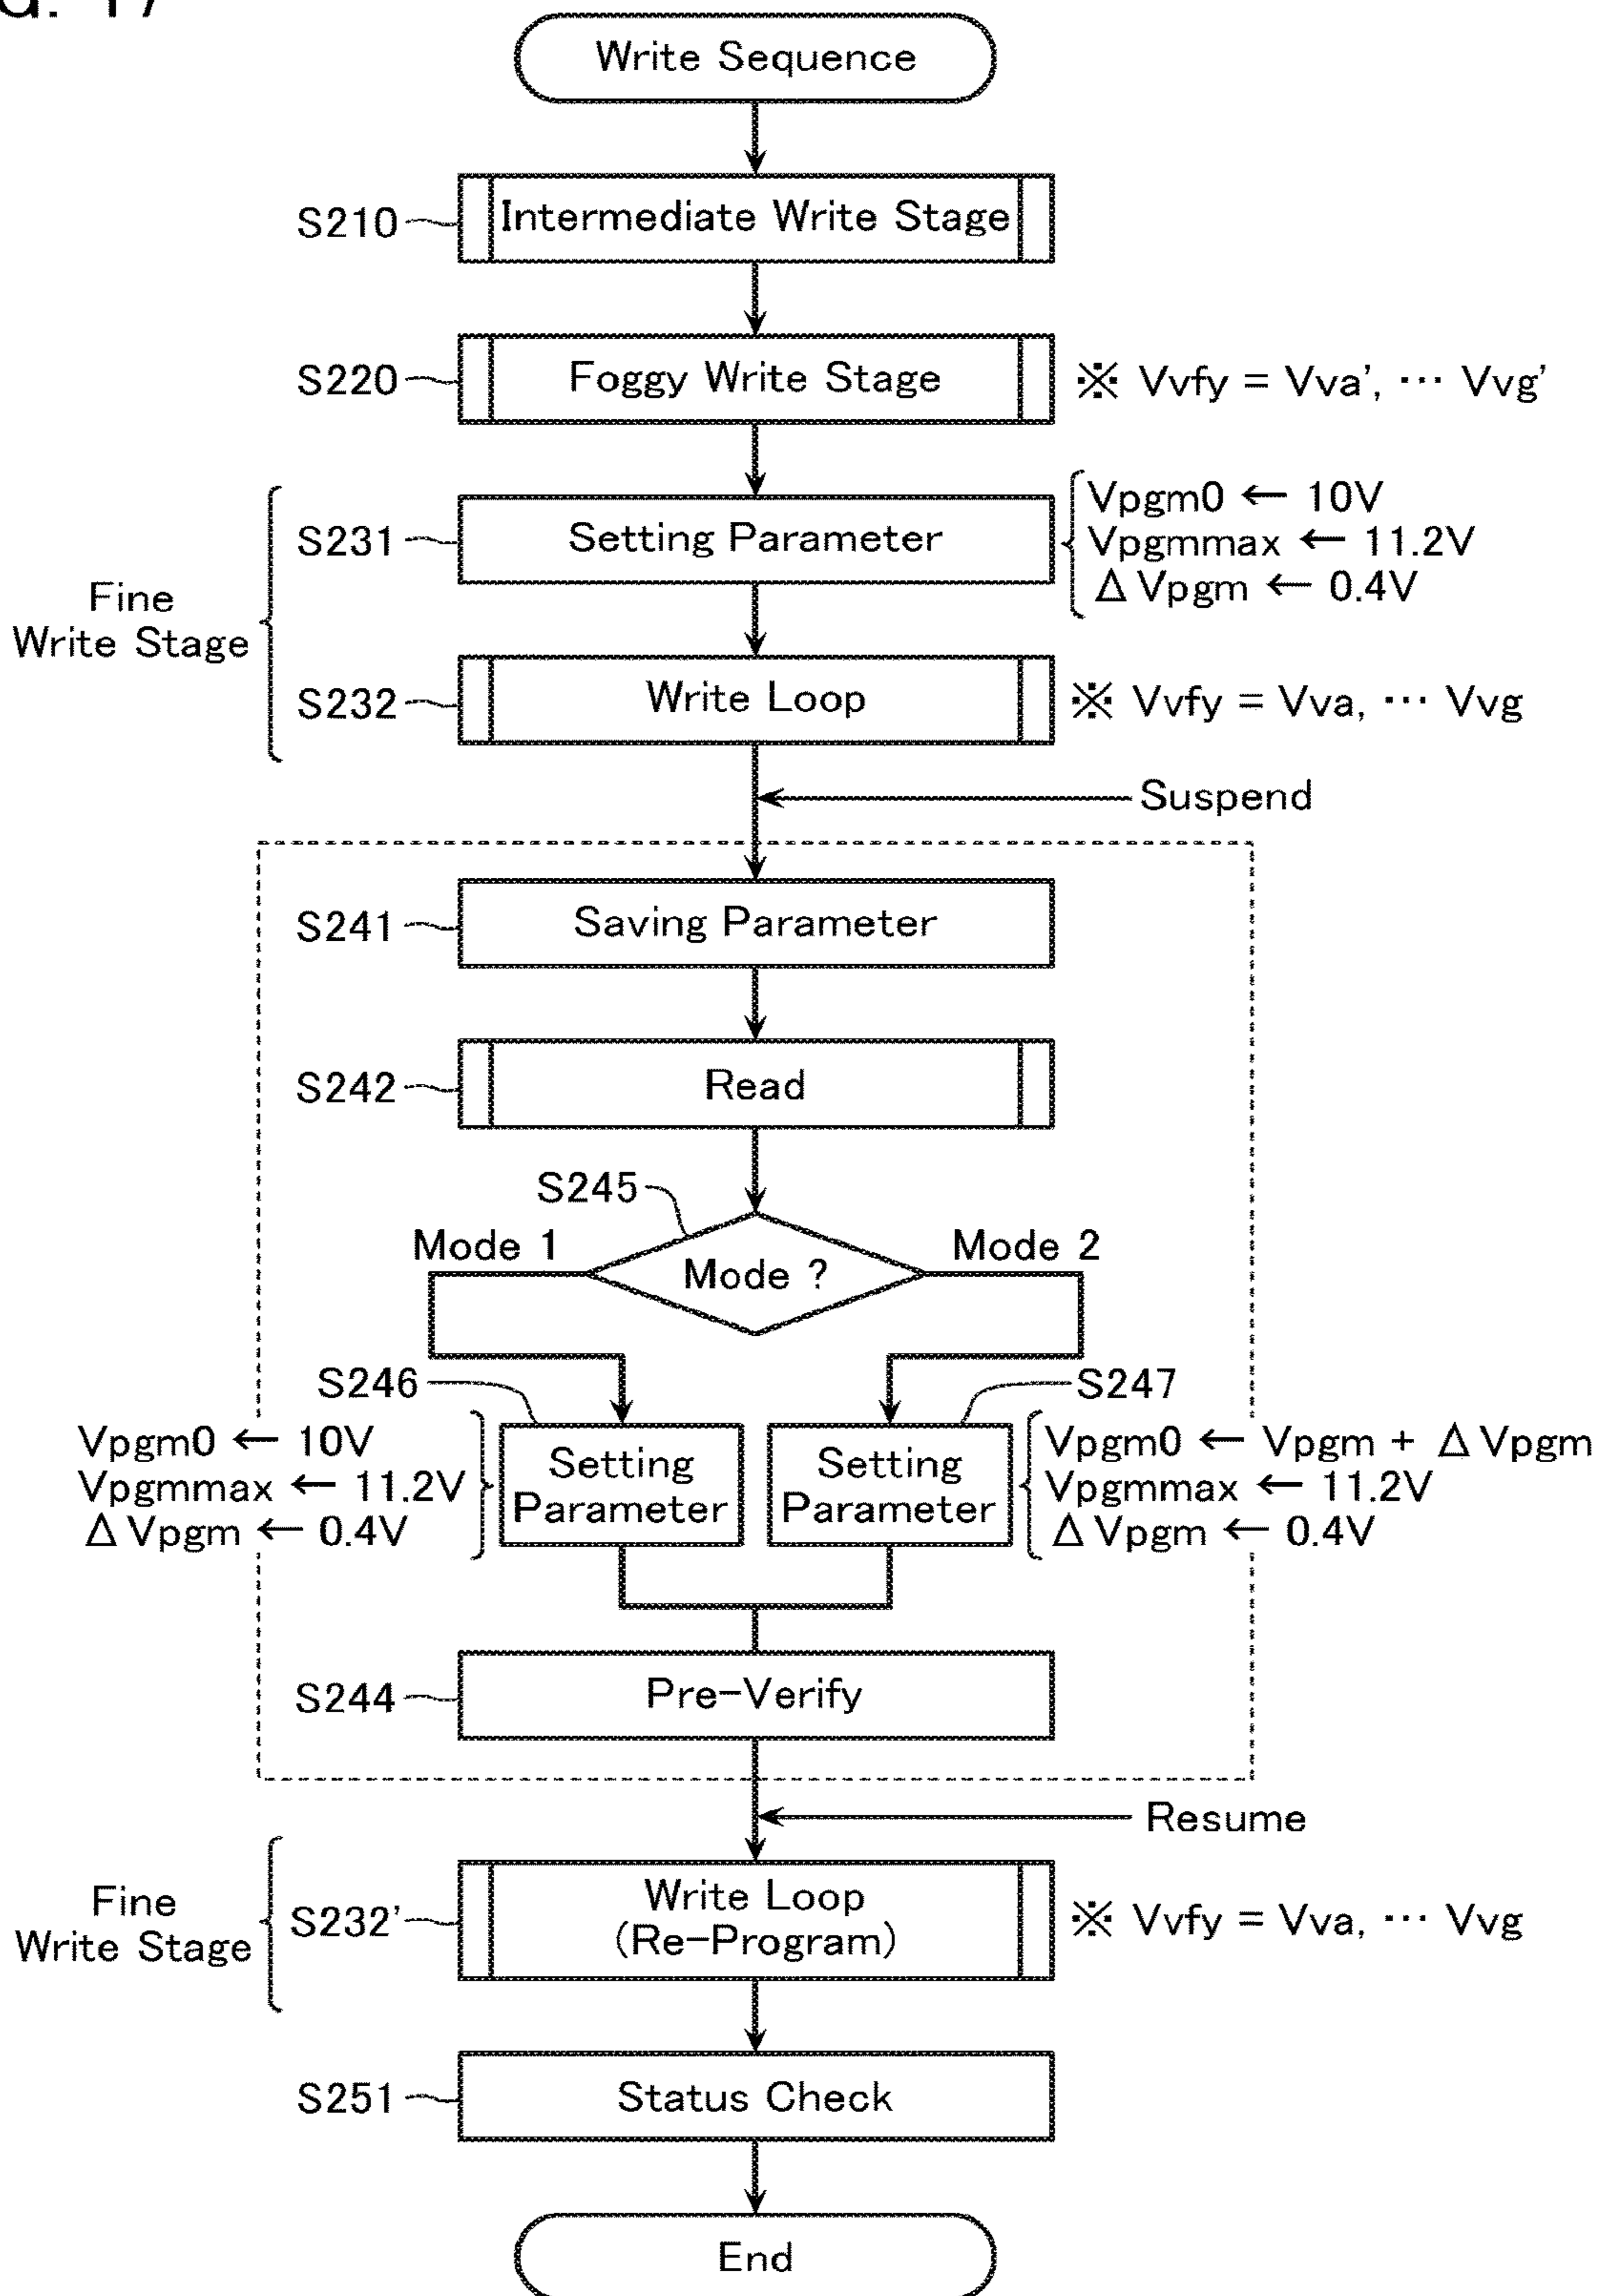 Write Sequence
S210
Intermediate Write Stage
S220
Foggy Write Stage
※ Vvfy = Vva', ··· Vvg'
Fine
Write Stage
S231
Setting Parameter
Vpgm0 ← 10V
Vpgmmax ← 11.2V
Δ Vpgm ← 0.4V
S232
Write Loop
※ Vvfy = Vva, ··· Vvg
Suspend
S241
Saving Parameter
S242
Read
S245
Mode 1
Mode ?
Mode 2
S246
S247
Vpgm0 ← 10V
Vpgmmax ← 11.2V
Δ Vpgm ← 0.4V
Setting
Parameter
Setting
Parameter
Vpgm0 ← Vpgm + Δ Vpgm
Vpgmmax ← 11.2V
Δ Vpgm ← 0.4V
S244
Pre-Verify
Resume
Fine
Write Stage
S232'
Write Loop
(Re-Program)
※ Vvfy = Vva, ··· Vvg
S251
Status Check
End